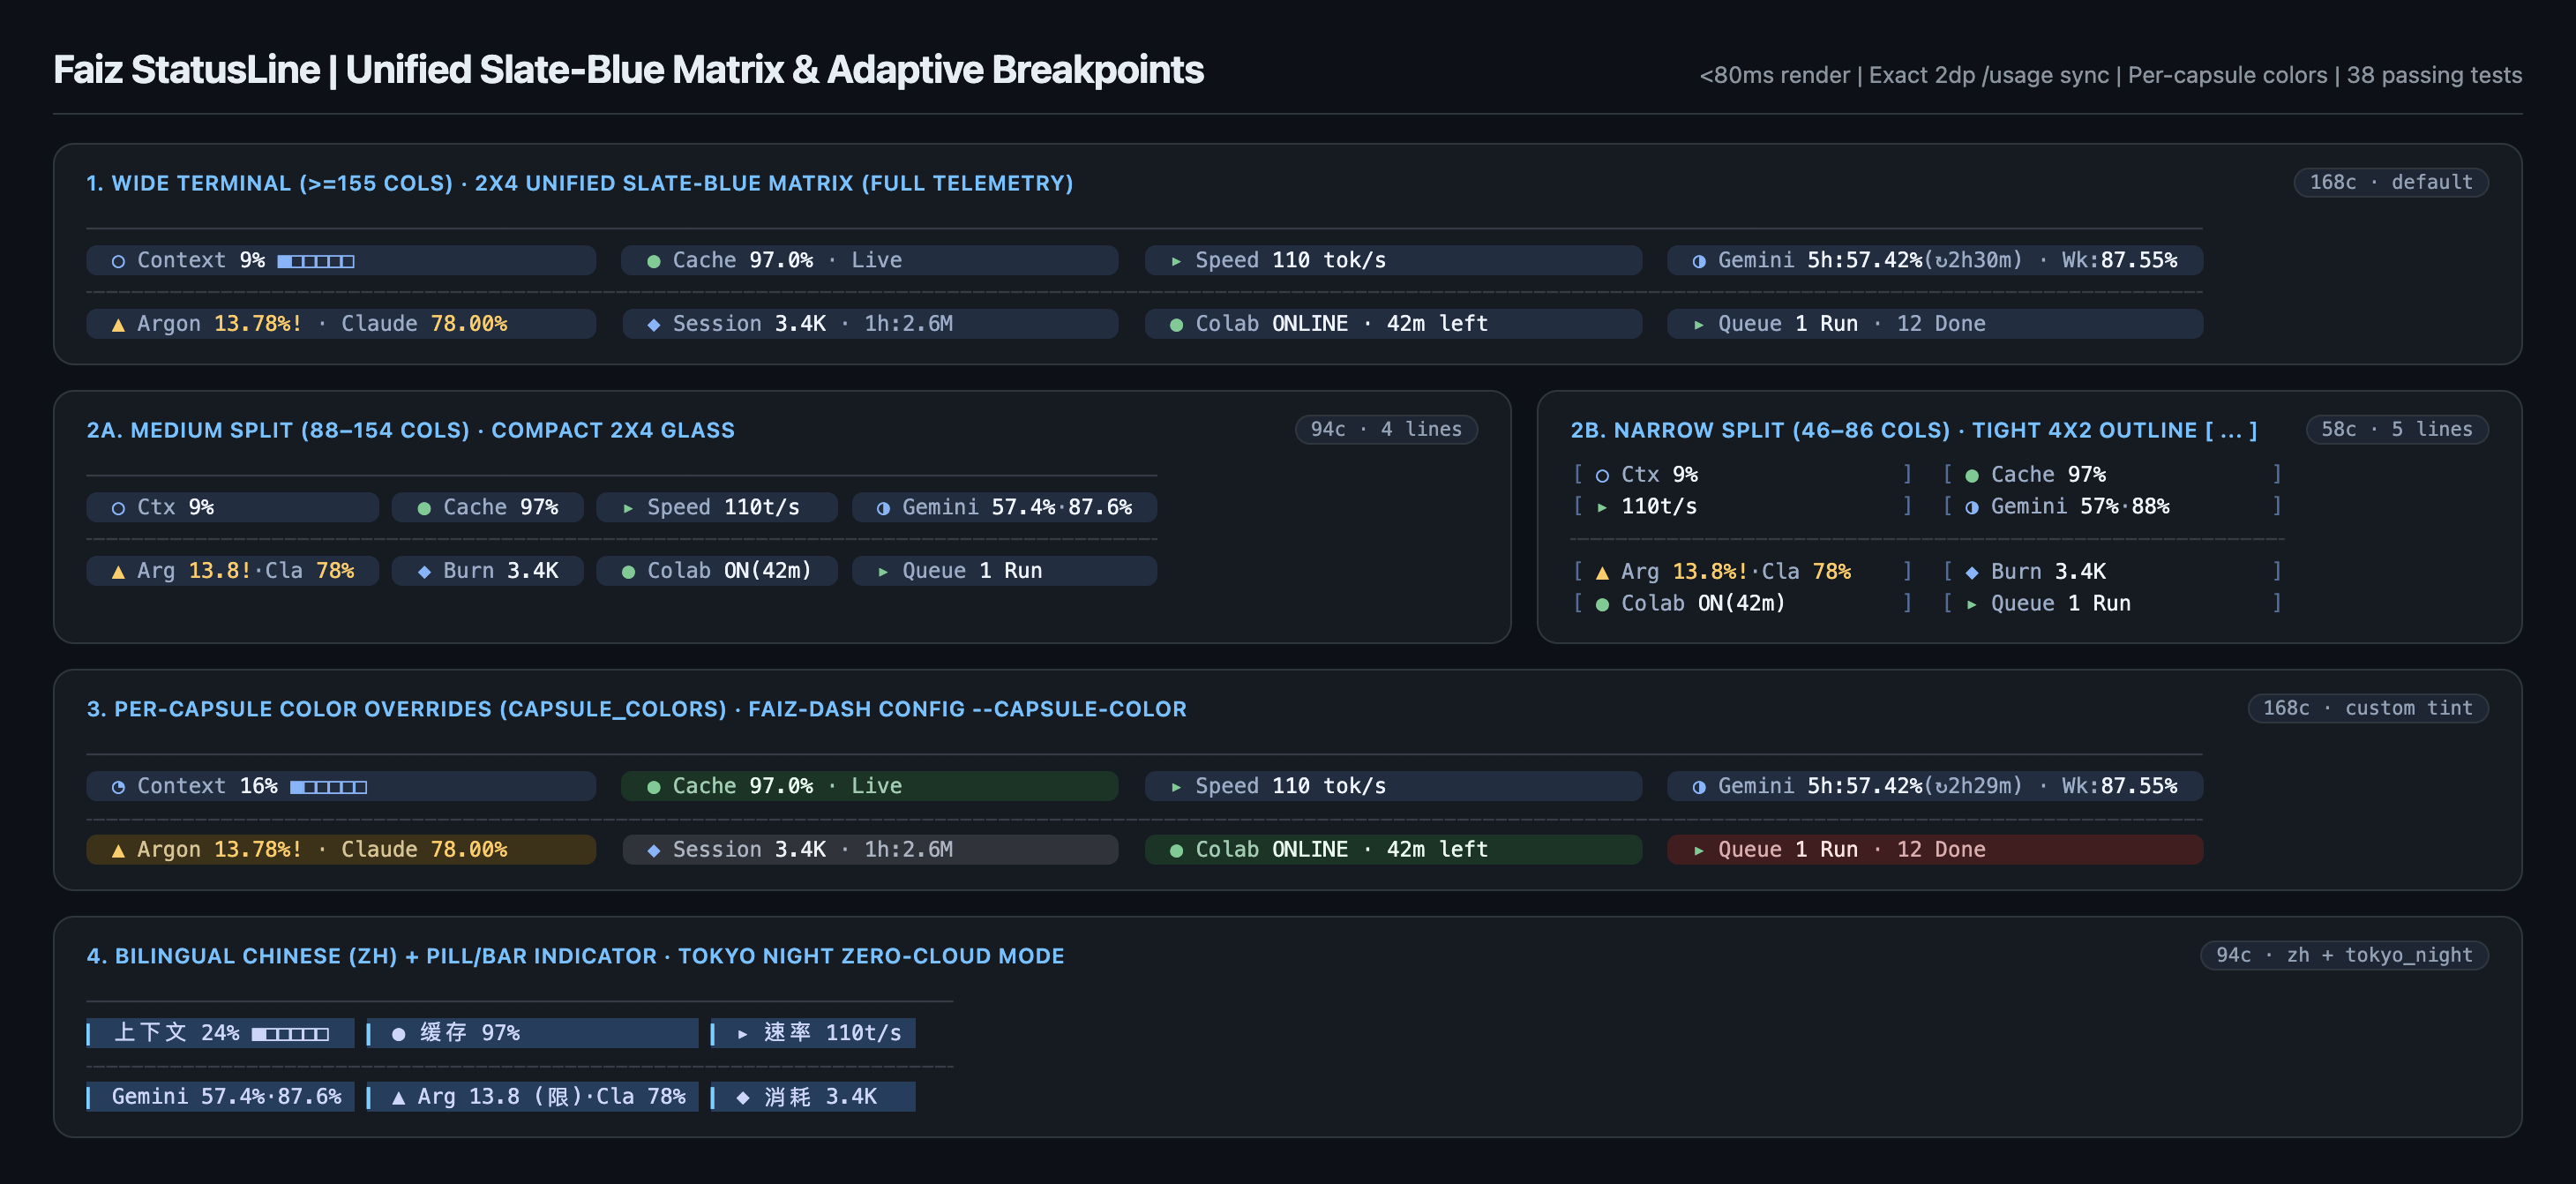 Faiz StatusLine | Unified Slate-Blue Matrix & Adaptive Breakpoints
<80ms render | Exact 2dp /usage sync | Per-capsule colors | 38 passing tests
1. WIDE TERMINAL (>=155 COLS) · 2X4 UNIFIED SLATE-BLUE MATRIX (FULL TELEMETRY)
168c · default
○ Context 9% ■□□□□□
● Cache 97.0% · Live
▸ Speed 110 tok/s
◑ Gemini 5h:57.42%(↻2h30m) · Wk:87.55%
▲ Argon 13.78%! · Claude 78.00%
◆ Session 3.4K · 1h:2.6M
● Colab ONLINE · 42m left
▸ Queue 1 Run · 12 Done
2A. MEDIUM SPLIT (88–154 COLS) · COMPACT 2X4 GLASS
94c · 4 lines
○ Ctx 9%
● Cache 97%
▸ Speed 110t/s
◑ Gemini 57.4%·87.6%
▲ Arg 13.8!·Cla 78%
◆ Burn 3.4K
● Colab ON(42m)
▸ Queue 1 Run
2B. NARROW SPLIT (46–86 COLS) · TIGHT 4X2 OUTLINE [ ... ]
58c · 5 lines
[ ○ Ctx 9% ] [ ● Cache 97% ]
[ ▸ 110t/s ] [ ◑ Gemini 57%·88% ]
[ ▲ Arg 13.8%!·Cla 78% ] [ ◆ Burn 3.4K ]
[ ● Colab ON(42m) ] [ ▸ Queue 1 Run ]
3. PER-CAPSULE COLOR OVERRIDES (CAPSULE_COLORS) · FAIZ-DASH CONFIG --CAPSULE-COLOR
168c · custom tint
◔ Context 16% ■□□□□□
● Cache 97.0% · Live
▸ Speed 110 tok/s
◑ Gemini 5h:57.42%(↻2h29m) · Wk:87.55%
▲ Argon 13.78%! · Claude 78.00%
◆ Session 3.4K · 1h:2.6M
● Colab ONLINE · 42m left
▸ Queue 1 Run · 12 Done
4. BILINGUAL CHINESE (ZH) + PILL/BAR INDICATOR · TOKYO NIGHT ZERO-CLOUD MODE
94c · zh + tokyo_night
上下文 24% ■□□□□□
● 缓存 97%
▸ 速率 110t/s
Gemini 57.4%·87.6%
▲ Arg 13.8 (限)·Cla 78%
◆ 消耗 3.4K